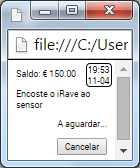 file:///C:/User
Saldo: € 150.00
19:53
11-04
Encoste o iRave ao
sensor
A aguardar...
Cancelar